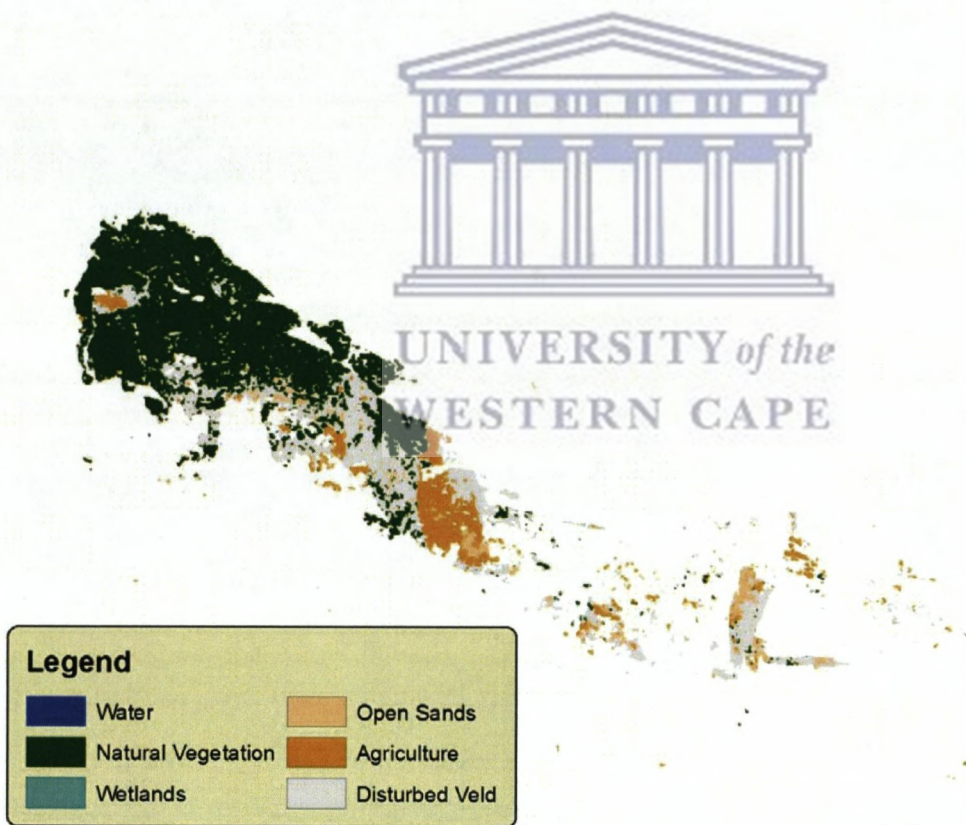 UNIVERSITY of the
WESTERN CAPE
Legend
Water
Natural Vegetation
Wetlands
Open Sands
Agriculture
Disturbed Veld